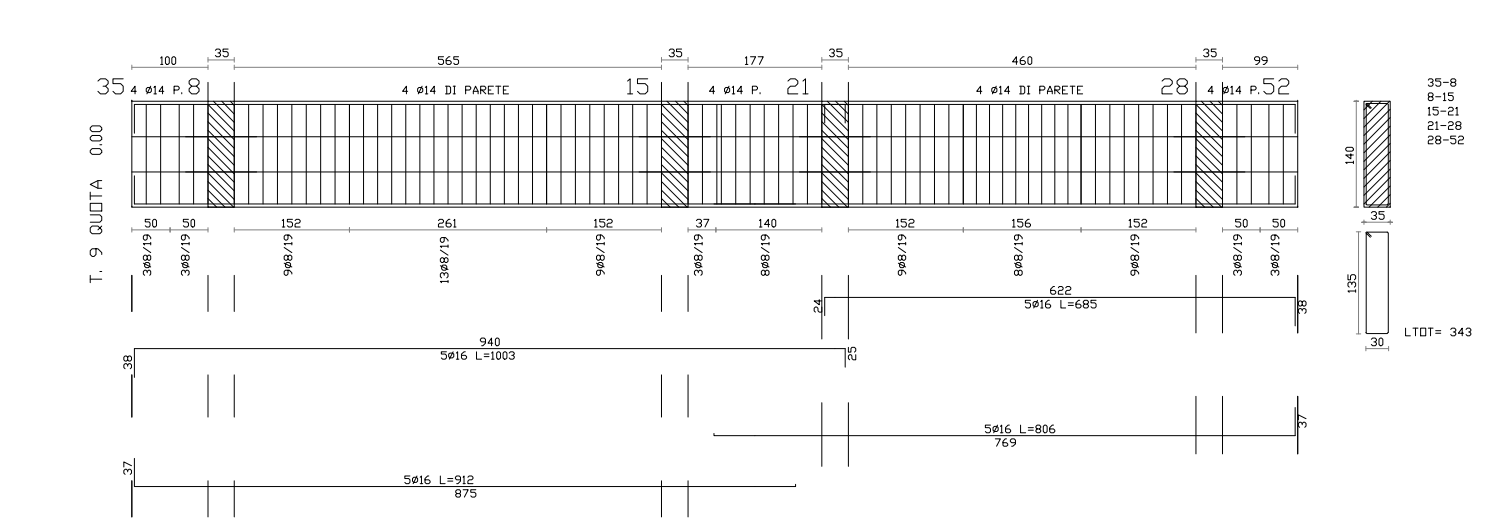 35 35 35 35
100 565 177 460 99
35 4 Ø14 P. 8 4 Ø14 DI PARETE 15 4 Ø14 P. 21 4 Ø14 DI PARETE 28 4 Ø14 P. 52
35-8
8-15
15-21
21-28
28-52
T. 9 QUOTA 0.00
140
35
50 50 152 261 152 37 140 152 156 152 50 50
3Ø8/19 3Ø8/19 9Ø8/19 13Ø8/19 9Ø8/19 3Ø8/19 8Ø8/19 9Ø8/19 8Ø8/19 9Ø8/19 3Ø8/19 3Ø8/19
135
30
LTOT= 343
622
24 5Ø16 L=685 38
940
38 5Ø16 L=1003 25
5Ø16 L=806 37
769
37 5Ø16 L=912
875